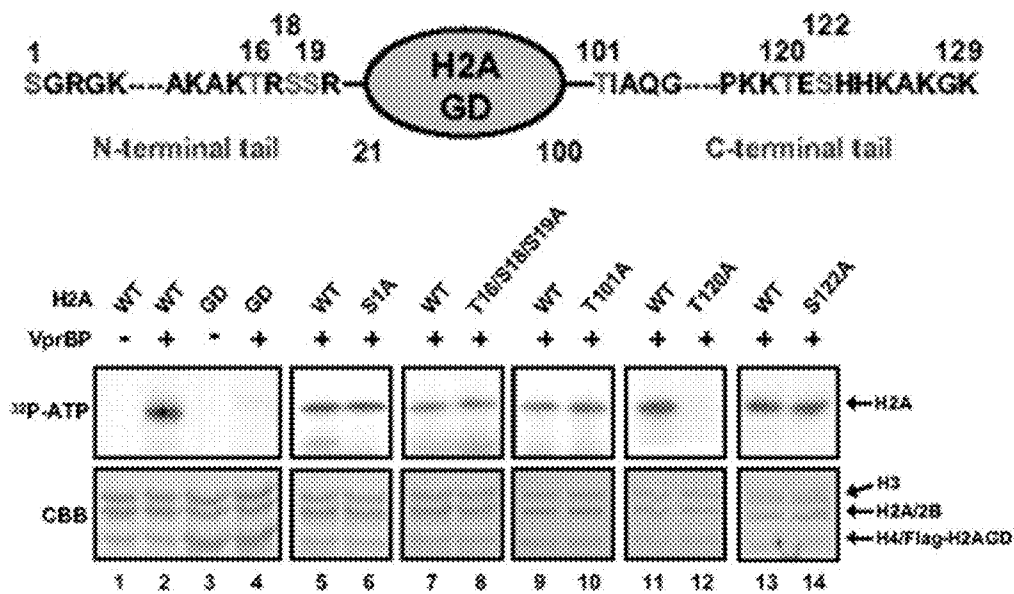 18 122
1 16 19 101 120 129
SGRGK----AKAKTRSSR H2A TIAQG----PKKTESHHKAKGK
GD
N-terminal tail 21 100 C-terminal tail
H2A WT WT GD GD WT S1A WT T16/S18/S19A WT T101A WT T120A WT S122A
VprBP - + - + + + + + + + + + + +
³²P-ATP H2A
H3
CBB H2A/2B
H4/Flag-H2AGD
1 2 3 4 5 6 7 8 9 10 11 12 13 14